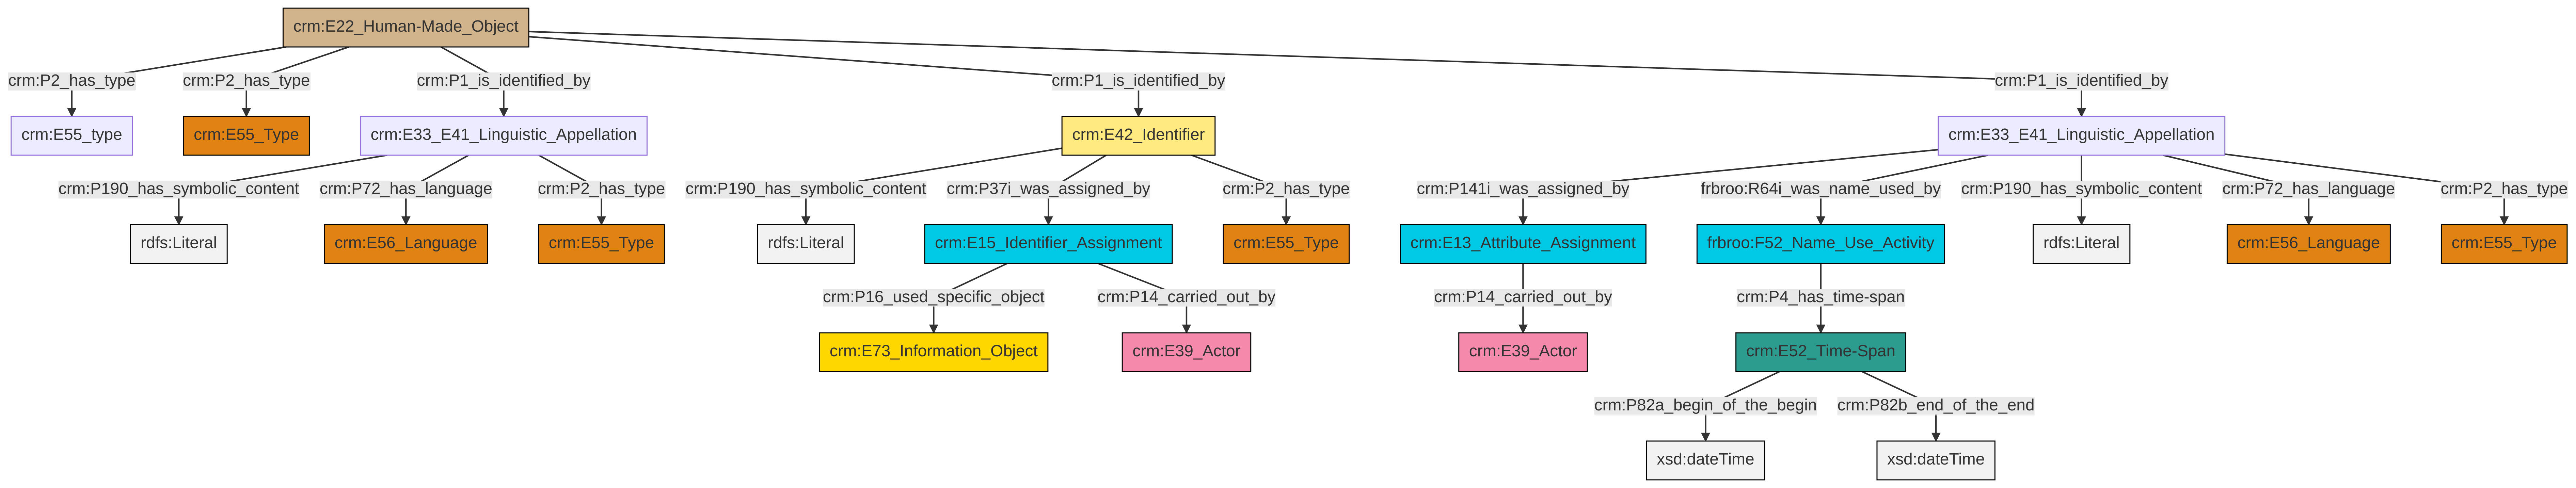 crm:E22_Human-Made_Object
crm:P2_has_type
crm:P2_has_type
crm:P1_is_identified_by
crm:P1_is_identified_by
crm:P1_is_identified_by
crm:E55_type
crm:E55_Type
crm:E33_E41_Linguistic_Appellation
crm:E42_Identifier
crm:E33_E41_Linguistic_Appellation
crm:P190_has_symbolic_content
crm:P72_has_language
crm:P2_has_type
crm:P190_has_symbolic_content
crm:P37i_was_assigned_by
crm:P2_has_type
crm:P141i_was_assigned_by
frbroo:R64i_was_name_used_by
crm:P190_has_symbolic_content
crm:P72_has_language
crm:P2_has_type
rdfs:Literal
crm:E56_Language
crm:E55_Type
rdfs:Literal
crm:E15_Identifier_Assignment
crm:E55_Type
crm:E13_Attribute_Assignment
frbroo:F52_Name_Use_Activity
rdfs:Literal
crm:E56_Language
crm:E55_Type
crm:P16_used_specific_object
crm:P14_carried_out_by
crm:P14_carried_out_by
crm:P4_has_time-span
crm:E73_Information_Object
crm:E39_Actor
crm:E39_Actor
crm:E52_Time-Span
crm:P82a_begin_of_the_begin
crm:P82b_end_of_the_end
xsd:dateTime
xsd:dateTime